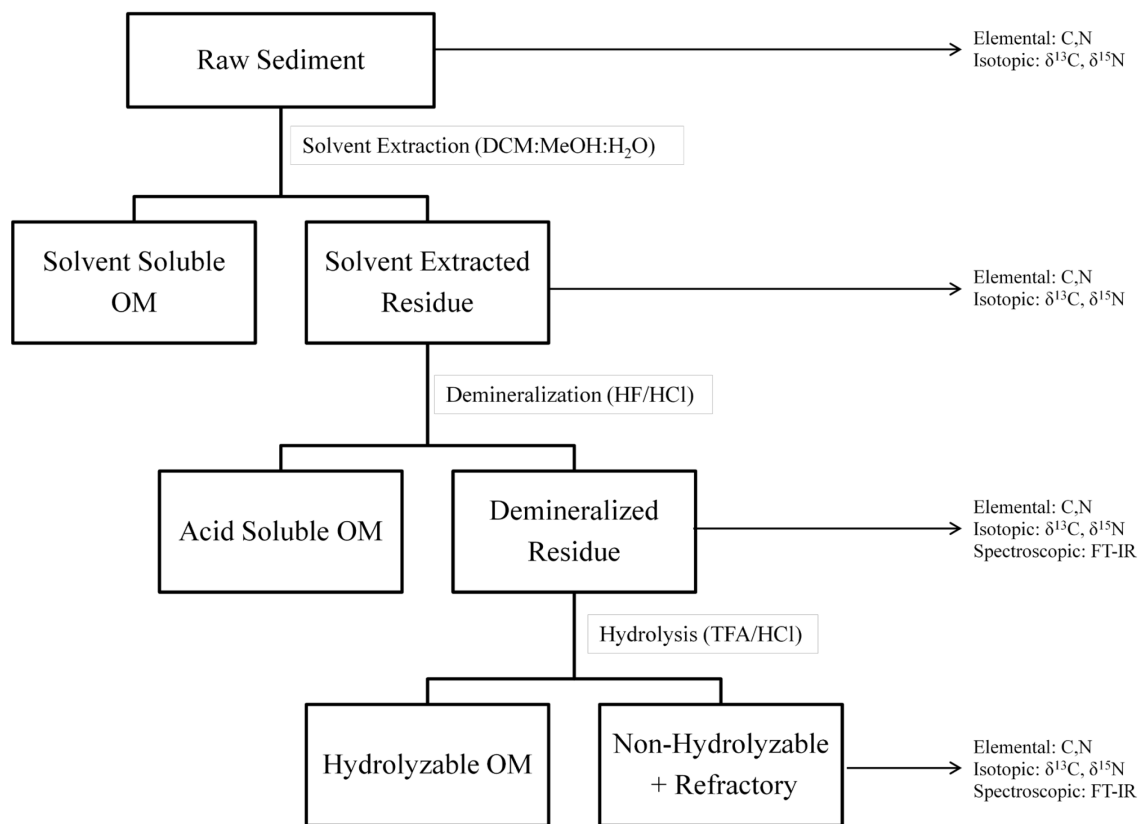 Raw Sediment
Elemental: C,N
Isotopic: δ¹³C, δ¹⁵N
Solvent Extraction (DCM:MeOH:H₂O)
Solvent Soluble
OM
Solvent Extracted
Residue
Elemental: C,N
Isotopic: δ¹³C, δ¹⁵N
Demineralization (HF/HCl)
Acid Soluble OM
Demineralized
Residue
Elemental: C,N
Isotopic: δ¹³C, δ¹⁵N
Spectroscopic: FT-IR
Hydrolysis (TFA/HCl)
Hydrolyzable OM
Non-Hydrolyzable
+ Refractory
Elemental: C,N
Isotopic: δ¹³C, δ¹⁵N
Spectroscopic: FT-IR